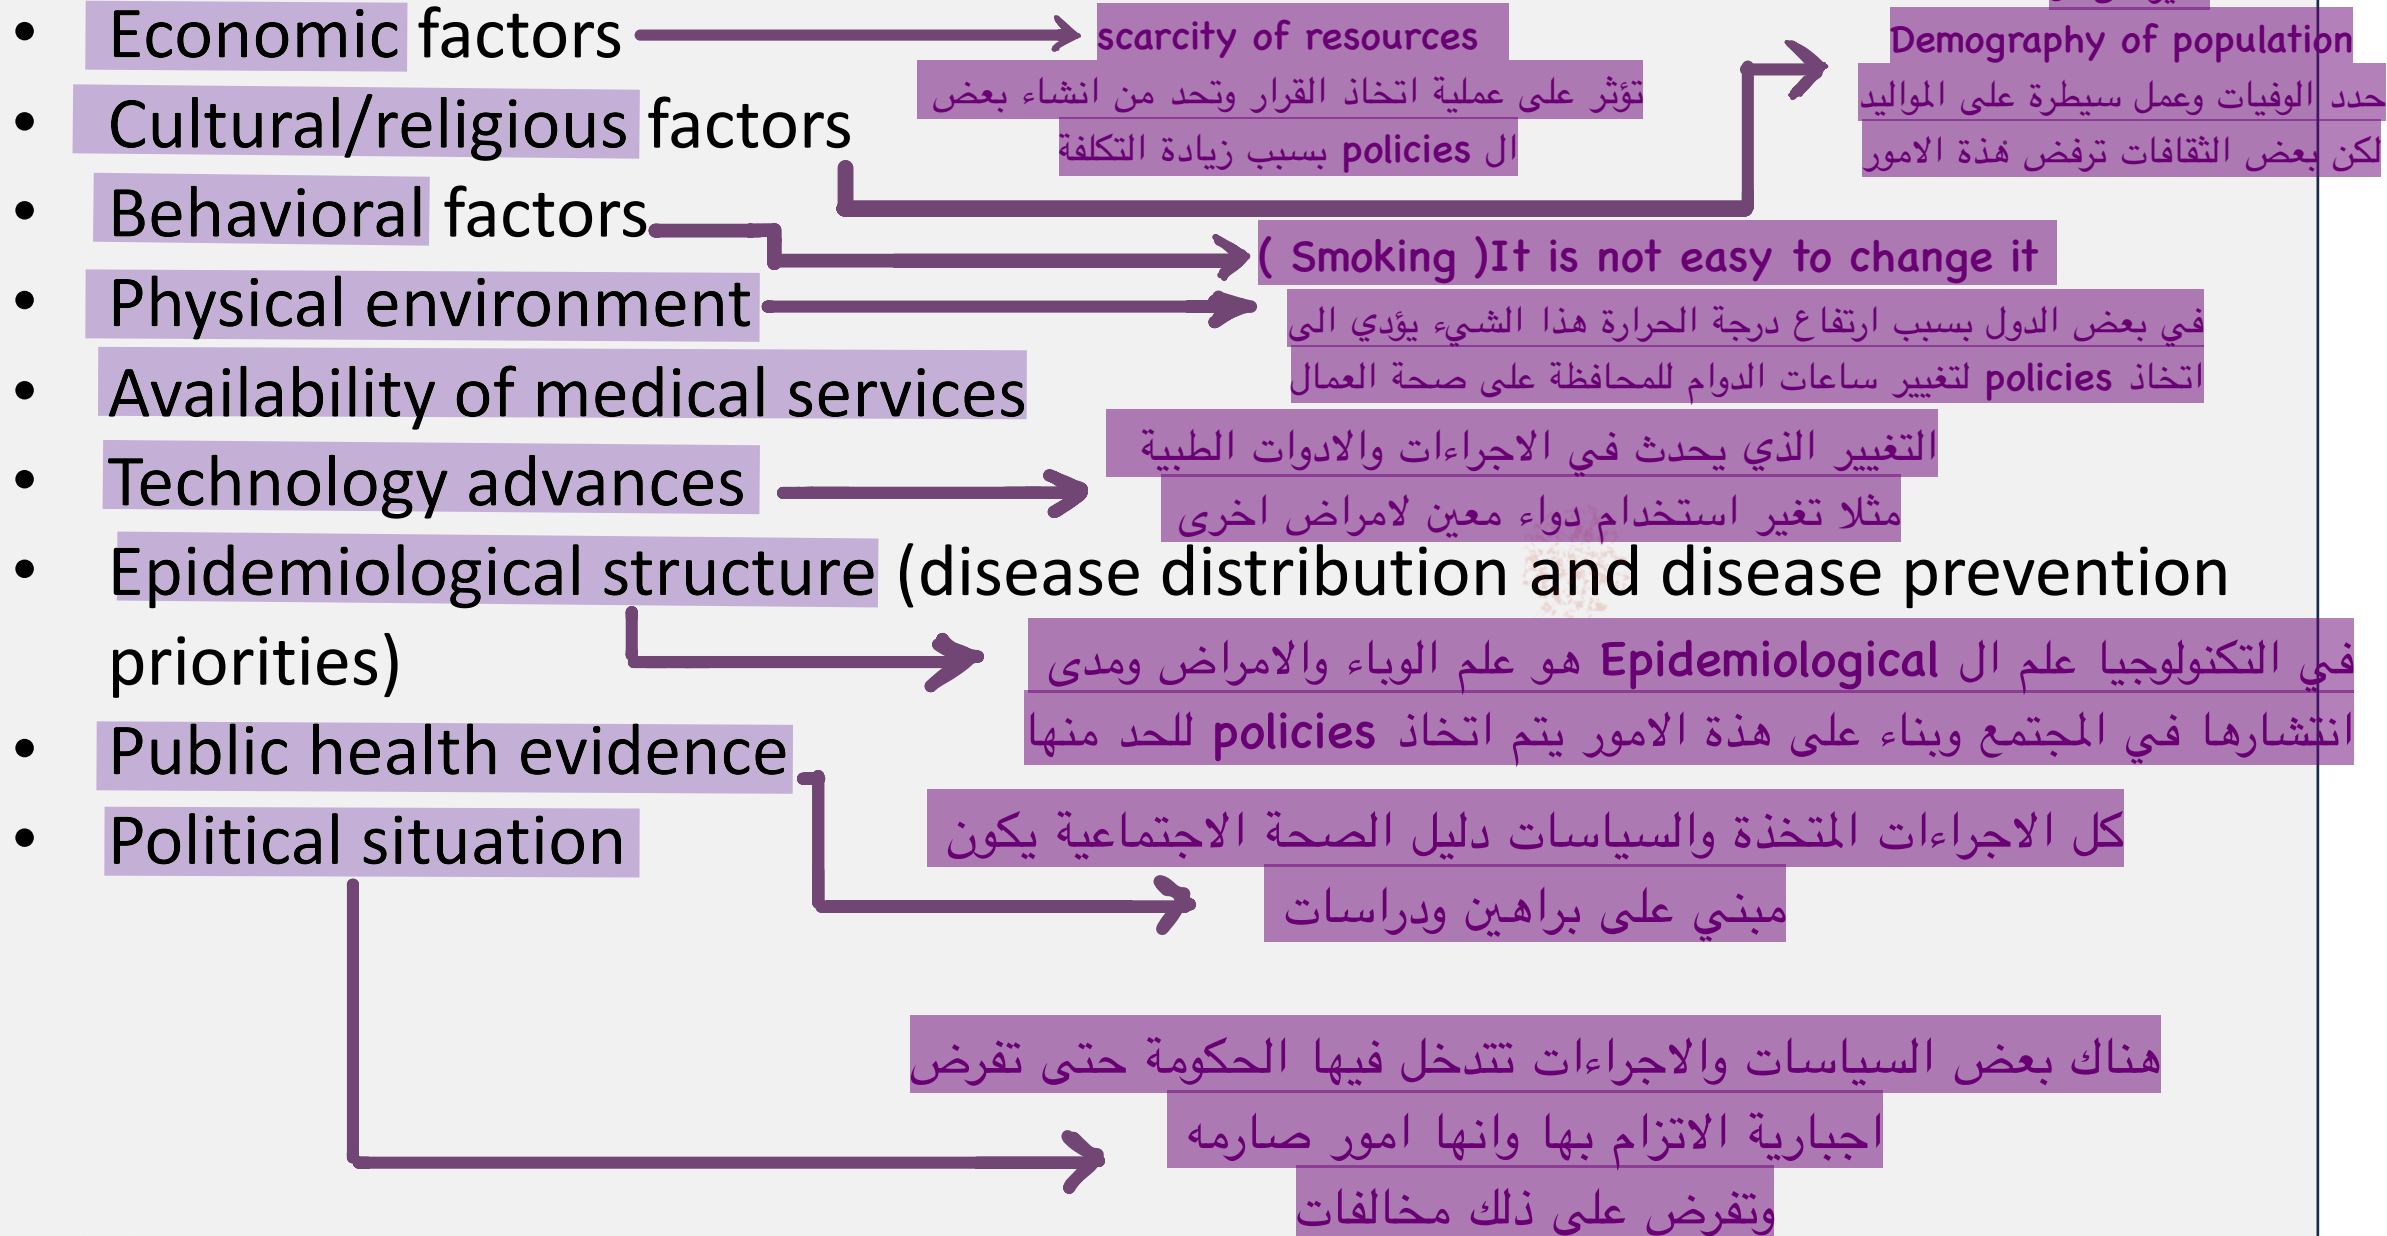 • Economic factors
scarcity of resources
تؤثر على عملية اتخاذ القرار وتحد من انشاء بعض
ال policies بسبب زيادة التكلفة
Demography of population
حدد الوفيات وعمل سيطرة على المواليد
لكن بعض الثقافات ترفض هذة الامور
• Cultural/religious factors
• Behavioral factors
( Smoking )It is not easy to change it
• Physical environment
في بعض الدول بسبب ارتفاع درجة الحرارة هذا الشيء يؤدي الى
اتخاذ policies لتغيير ساعات الدوام للمحافظة على صحة العمال
• Availability of medical services
• Technology advances
التغيير الذي يحدث في الاجراءات والادوات الطبية
مثلا تغير استخدام دواء معين لامراض اخرى
• Epidemiological structure (disease distribution and disease prevention
priorities)
في التكنولوجيا علم ال Epidemiological هو علم الوباء والامراض ومدى
انتشارها في المجتمع وبناء على هذة الامور يتم اتخاذ policies للحد منها
• Public health evidence
كل الاجراءات المتخذة والسياسات دليل الصحة الاجتماعية يكون
مبني على براهين ودراسات
• Political situation
هناك بعض السياسات والاجراءات تتدخل فيها الحكومة حتى تفرض
اجبارية الاتزام بها وانها امور صارمه
وتفرض على ذلك مخالفات